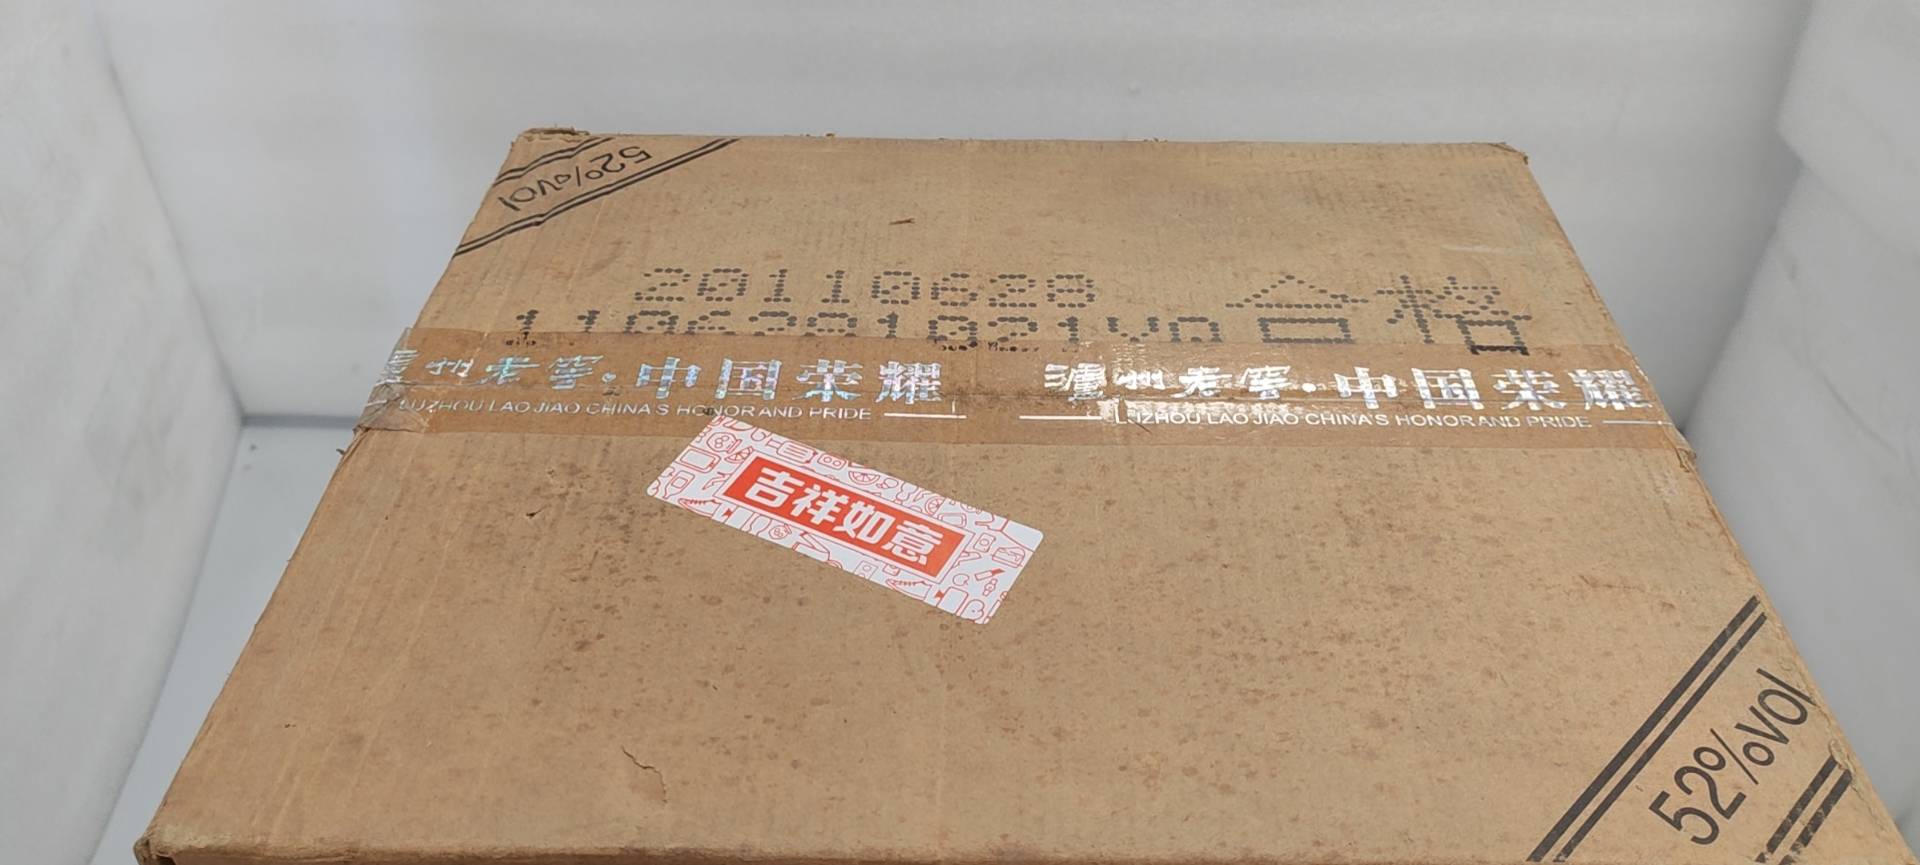 52%vol
20110628
合格
泸州老窖·中国荣耀
泸州老窖·中国荣耀
LUZHOU LAO JIAO CHINA'S HONOR AND PRIDE
LUZHOU LAO JIAO CHINA'S HONOR AND PRIDE
吉祥如意
52%vol